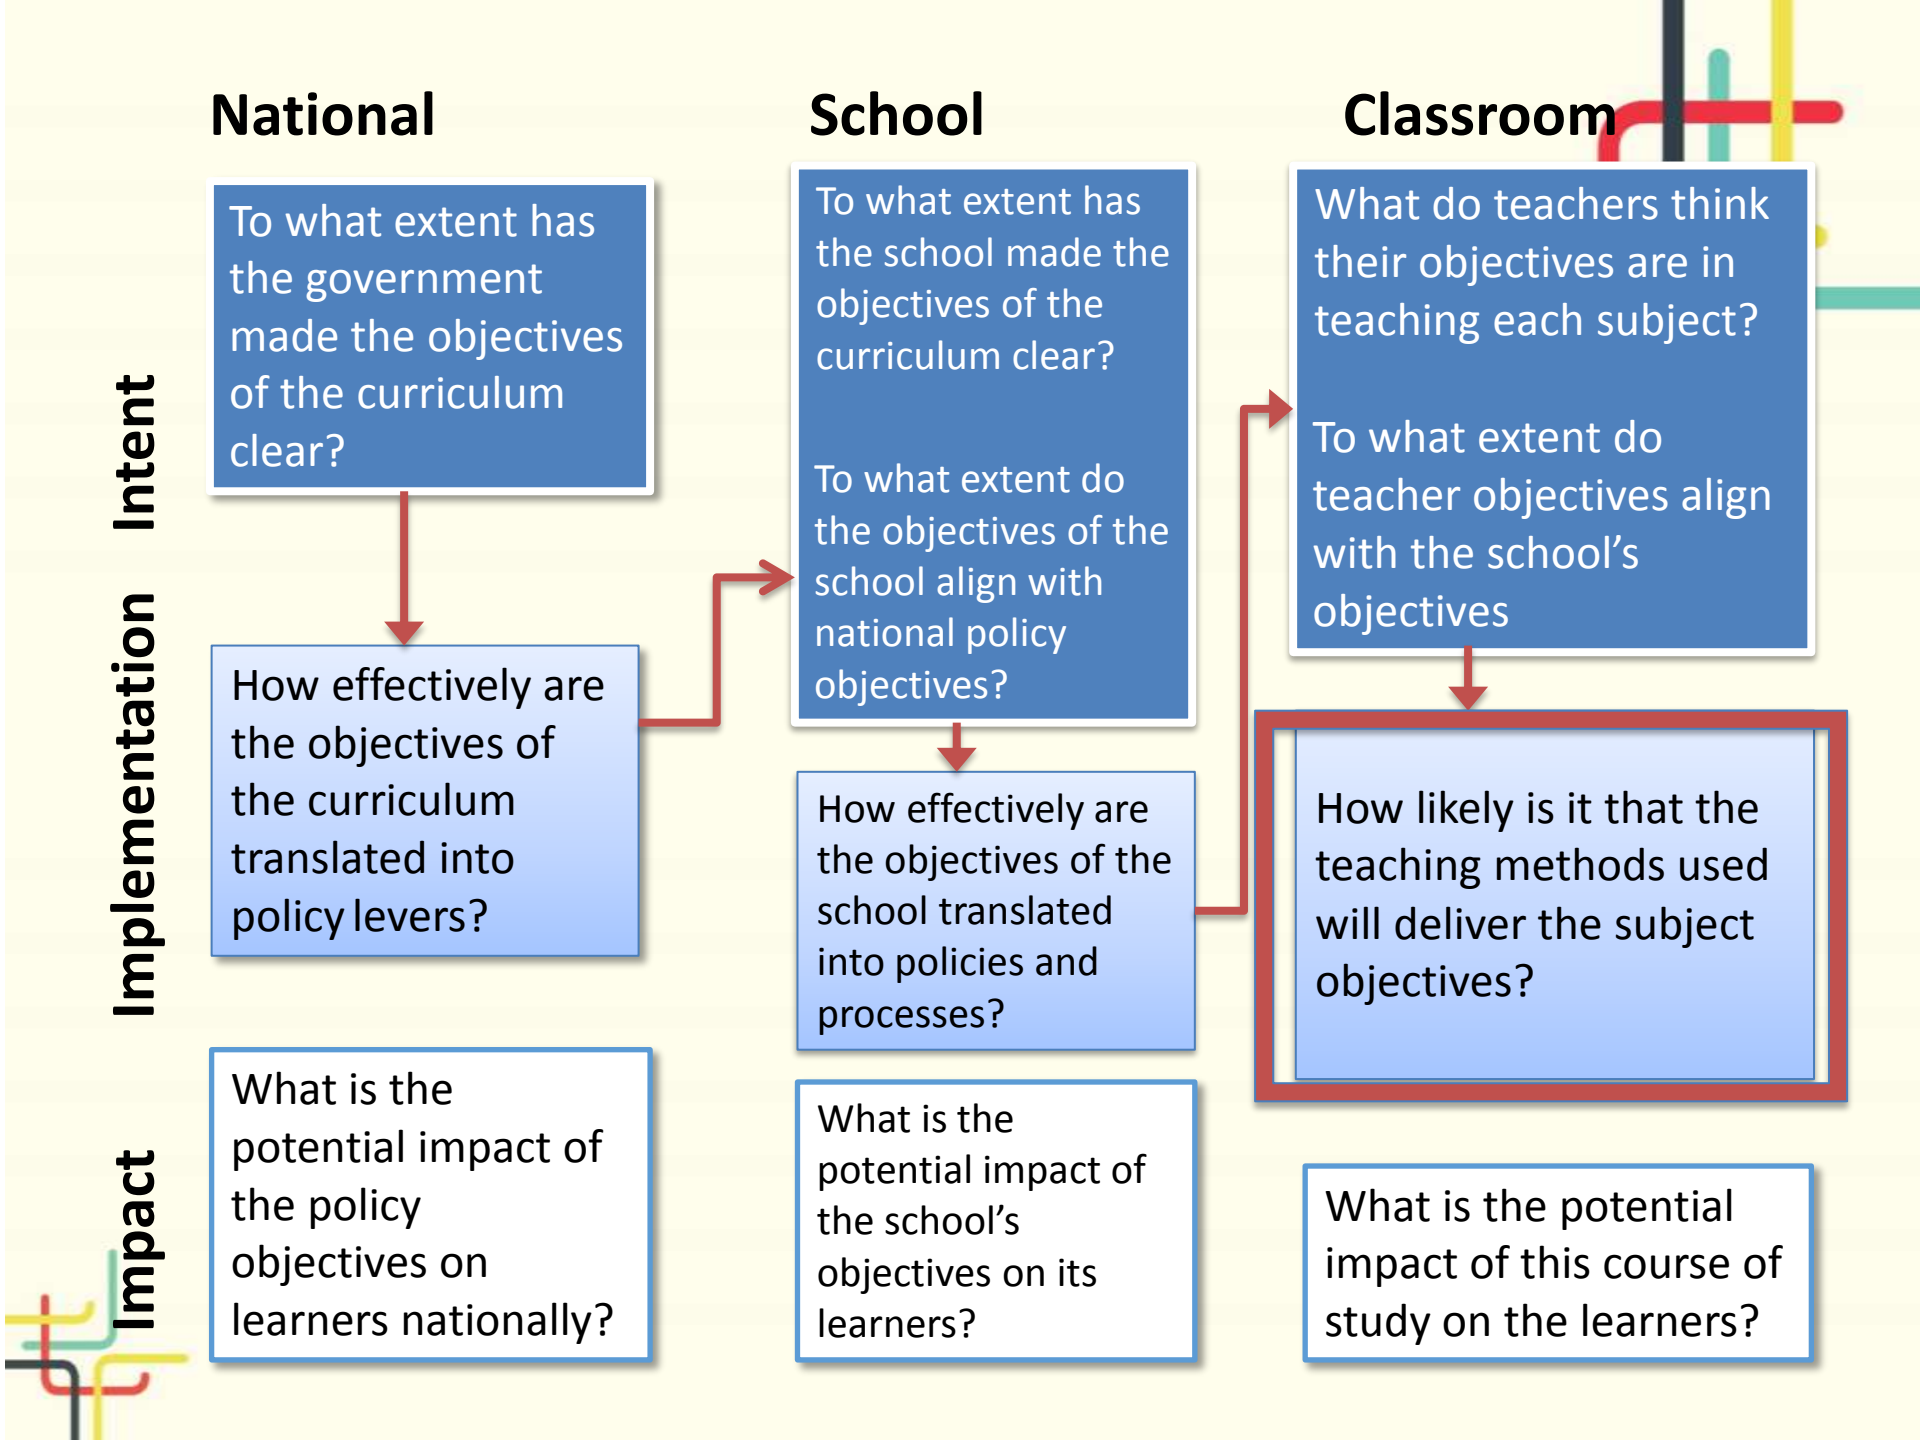 National
School
Classroom
Intent
To what extent has
the government
made the objectives
of the curriculum
clear?
To what extent has
the school made the
objectives of the
curriculum clear?
To what extent do
the objectives of the
school align with
national policy
objectives?
What do teachers think
their objectives are in
teaching each subject?
To what extent do
teacher objectives align
with the school’s
objectives
Implementation
How effectively are
the objectives of
the curriculum
translated into
policy levers?
How effectively are
the objectives of the
school translated
into policies and
processes?
How likely is it that the
teaching methods used
will deliver the subject
objectives?
Impact
What is the
potential impact of
the policy
objectives on
learners nationally?
What is the
potential impact of
the school’s
objectives on its
learners?
What is the potential
impact of this course of
study on the learners?